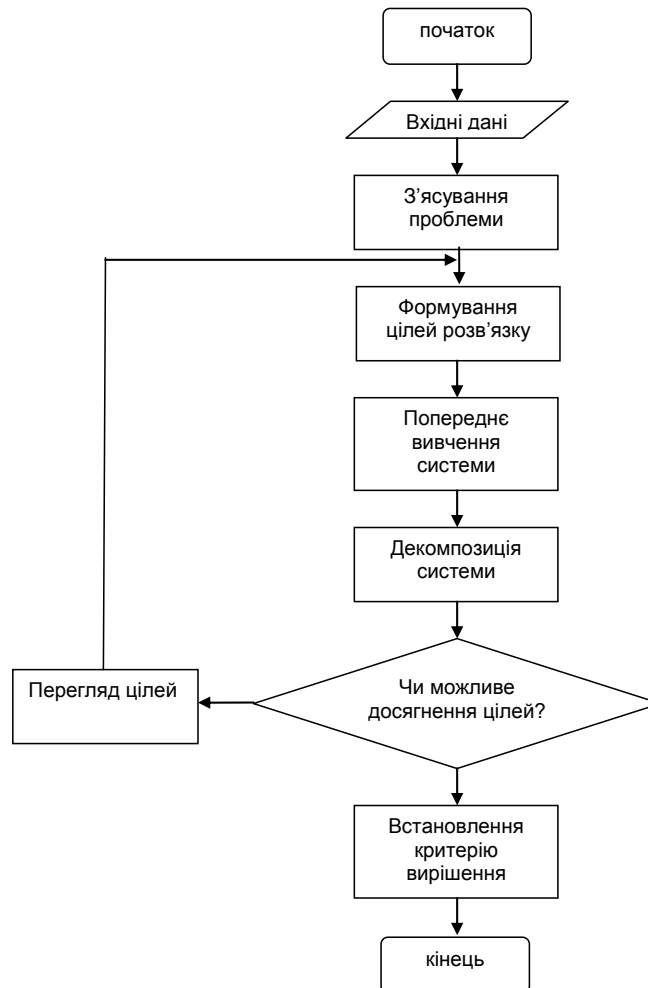 початок
Вхідні дані
З’ясування
проблеми
Формування
цілей розв’язку
Попереднє
вивчення
системи
Декомпозиція
системи
Чи можливе
досягнення цілей?
Перегляд цілей
Встановлення
критерію
вирішення
кінець